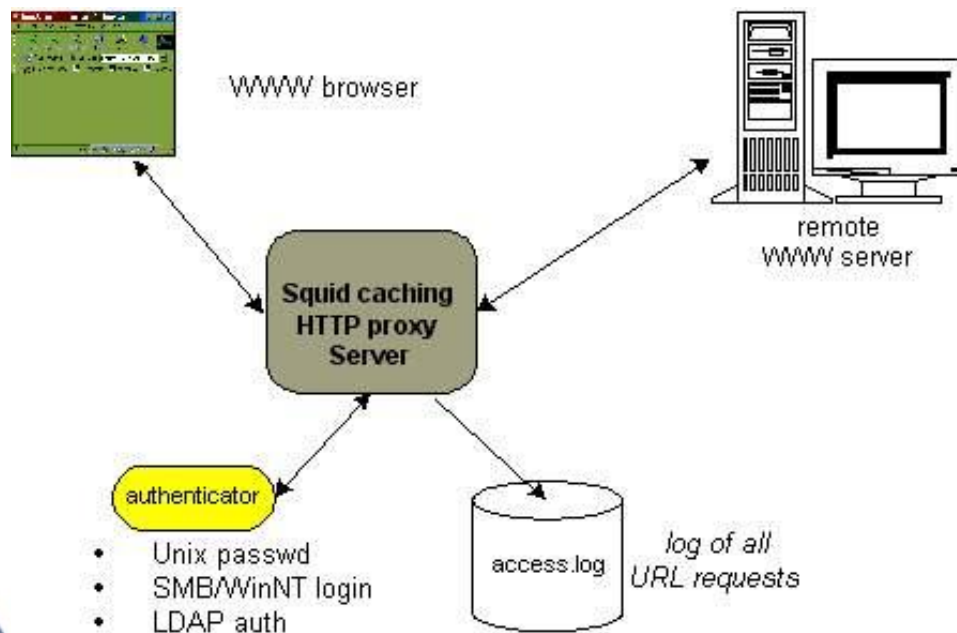 WWW browser
remote
WWW server
Squid caching
HTTP proxy
Server
authenticator
• Unix passwd
• SMB/WinNT login
• LDAP auth
access.log
log of all
URL requests